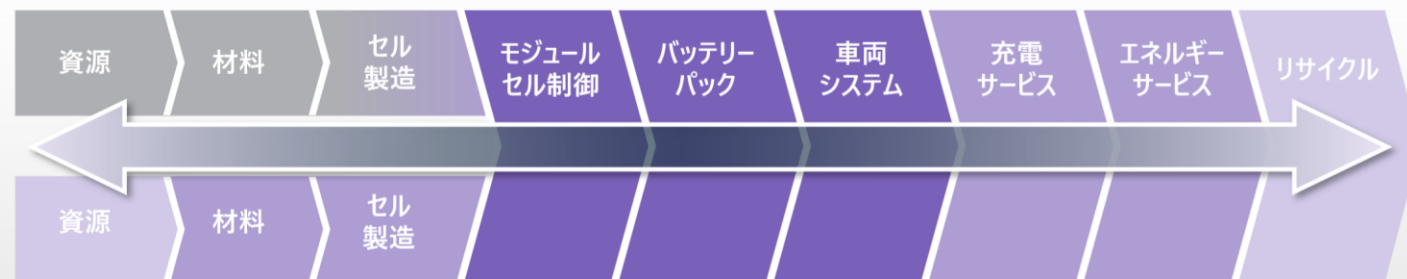 資源
材料
セル
製造
モジュール
セル制御
バッテリー
パック
車両
システム
充電
サービス
エネルギー
サービス
リサイクル
資源
材料
セル
製造